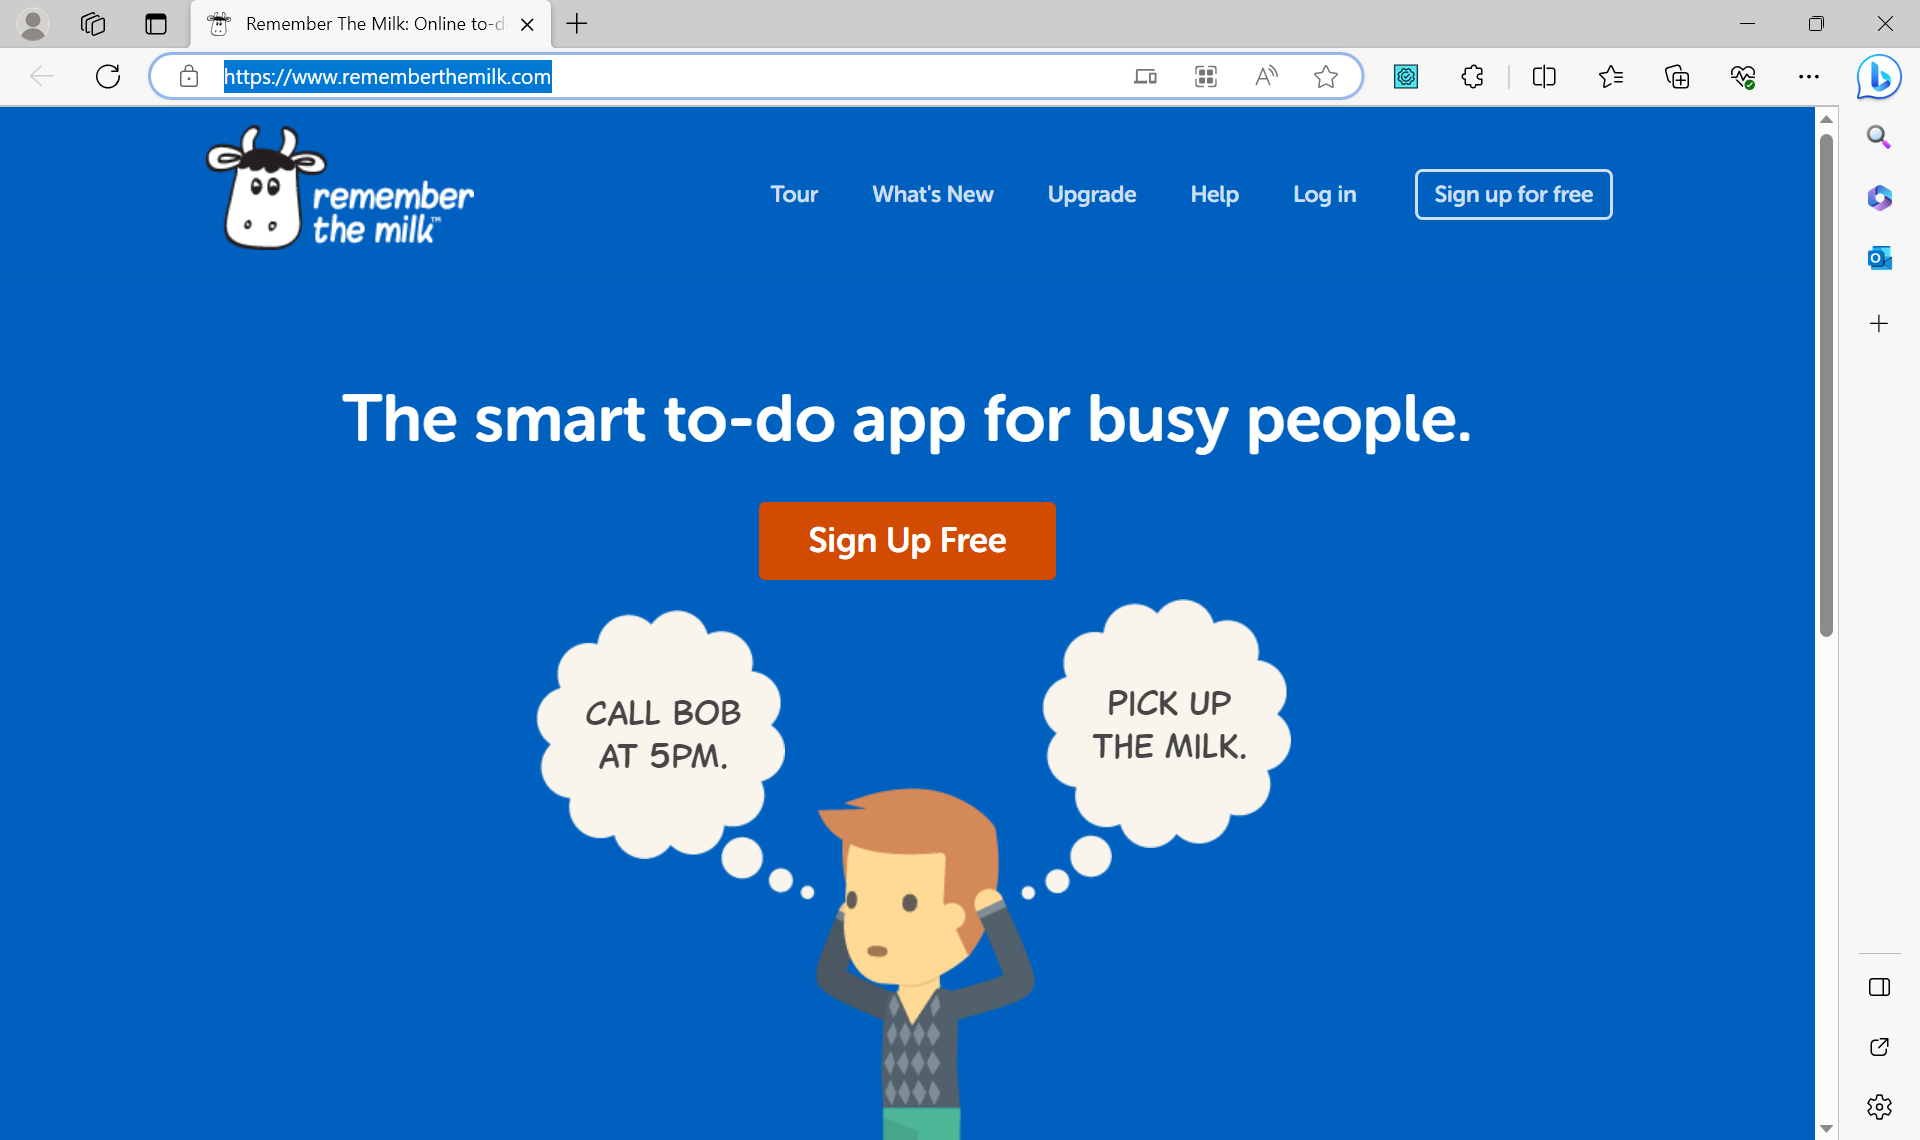 Remember The Milk: Online to-d
https://www.rememberthemilk.com
remember
the milk™
Tour
What's New
Upgrade
Help
Log in
Sign up for free
The smart to-do app for busy people.
Sign Up Free
CALL BOB
AT 5PM.
PICK UP
THE MILK.